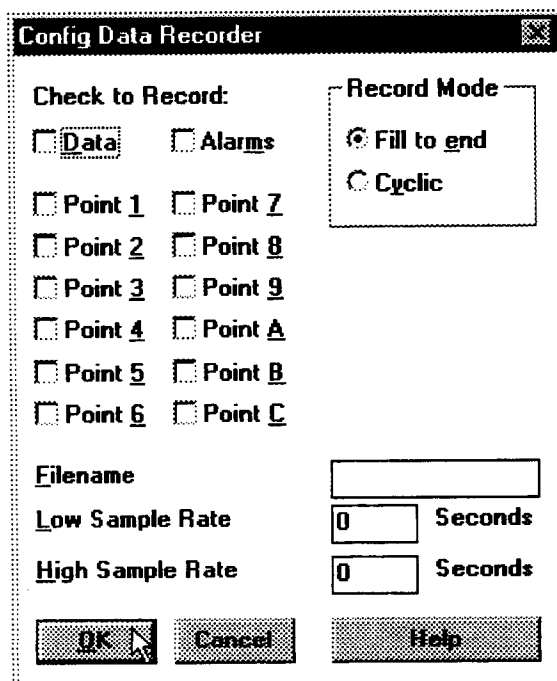 Config Data Recorder
Check to Record:
Data Alarms
Point 1 Point 7
Point 2 Point 8
Point 3 Point 9
Point 4 Point A
Point 5 Point B
Point 6 Point C
Record Mode
Fill to end
Cyclic
Filename
Low Sample Rate 0 Seconds
High Sample Rate 0 Seconds
OK Cancel Help